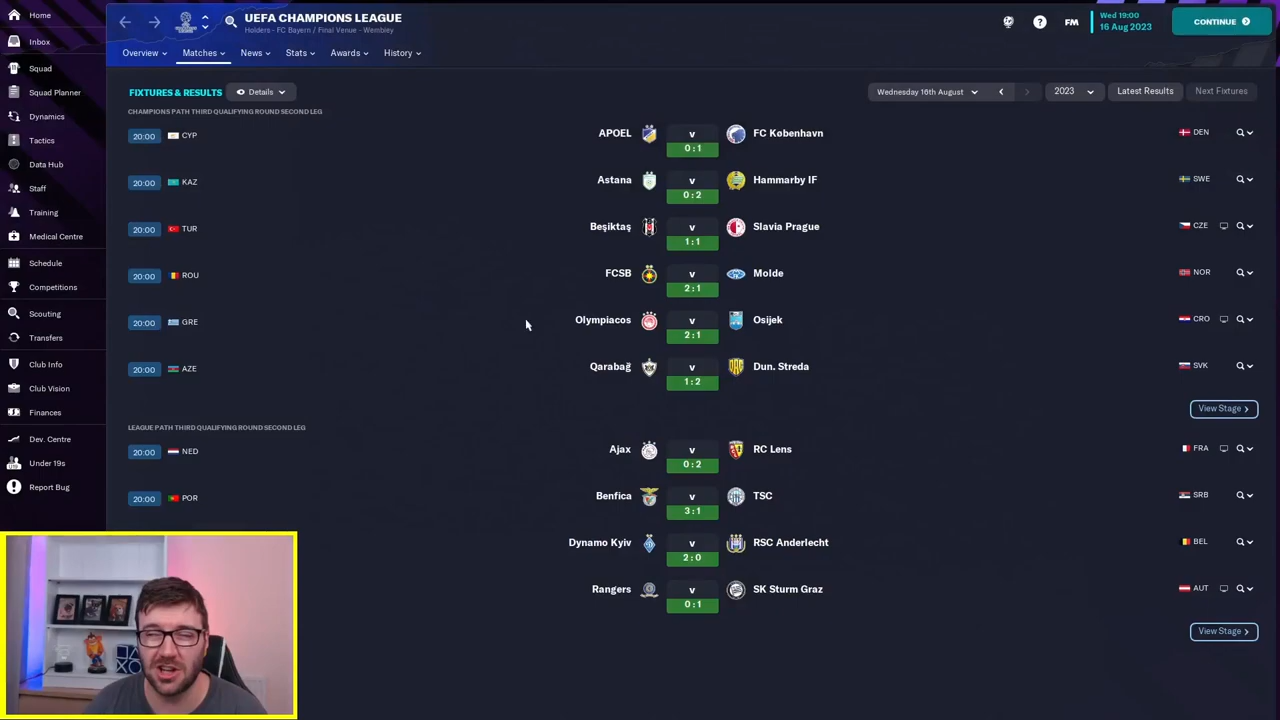 Home
UEFA CHAMPIONS LEAGUE
Holders - FC Bayern / Final Venue - Wembley
FM
Wed 19:00
16 Aug 2023
CONTINUE
Inbox
Squad
Squad Planner
Dynamics
Tactics
Data Hub
Staff
Training
Medical Centre
Schedule
Competitions
Scouting
Transfers
Club Info
Club Vision
Finances
Dev. Centre
Under 19s
Report Bug
Overview
Matches
News
Stats
Awards
History
FIXTURES & RESULTS
Details
Wednesday 16th August
2023
Latest Results
Next Fixtures
CHAMPIONS PATH THIRD QUALIFYING ROUND SECOND LEG
20:00 CYP APOEL v FC København DEN
0 : 1
20:00 KAZ Astana v Hammarby IF SWE
0 : 2
20:00 TUR Beşiktaş v Slavia Prague CZE
1 : 1
20:00 ROU FCSB v Molde NOR
2 : 1
20:00 GRE Olympiacos v Osijek CRO
2 : 1
20:00 AZE Qarabağ v Dun. Streda SVK
1 : 2
View Stage
LEAGUE PATH THIRD QUALIFYING ROUND SECOND LEG
20:00 NED Ajax v RC Lens FRA
0 : 2
20:00 POR Benfica v TSC SRB
3 : 1
Dynamo Kyiv v RSC Anderlecht BEL
2 : 0
Rangers v SK Sturm Graz AUT
0 : 1
View Stage